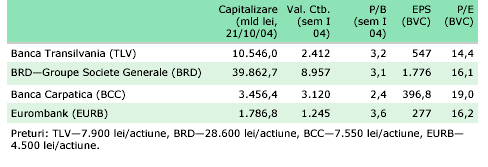 Capitalizare Val. Ctb. P/B EPS P/E
(mld lei, (sem I (sem I (BVC) (BVC)
21/10/04) 04) 04)
Banca Transilvania (TLV) 10.546,0 2.412 3,2 547 14,4
BRD—Groupe Societe Generale (BRD) 39.862,7 8.957 3,1 1.776 16,1
Banca Carpatica (BCC) 3.456,4 3.120 2,4 396,8 19,0
Eurombank (EURB) 1.786,8 1.245 3,6 277 16,2
Preturi: TLV—7.900 lei/actiune, BRD—28.600 lei/actiune, BCC—7.550 lei/actiune, EURB—
4.500 lei/actiune.